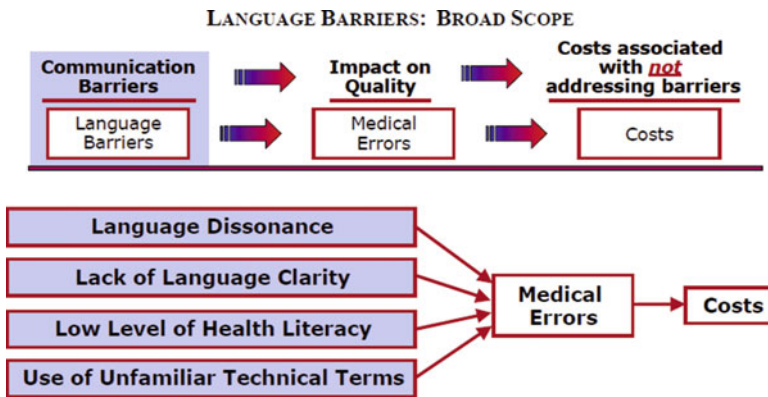 LANGUAGE BARRIERS: BROAD SCOPE
Communication
Barriers
Impact on
Quality
Costs associated
with not
addressing barriers
Language
Barriers
Medical
Errors
Costs
Language Dissonance
Lack of Language Clarity
Low Level of Health Literacy
Use of Unfamiliar Technical Terms
Medical
Errors
Costs